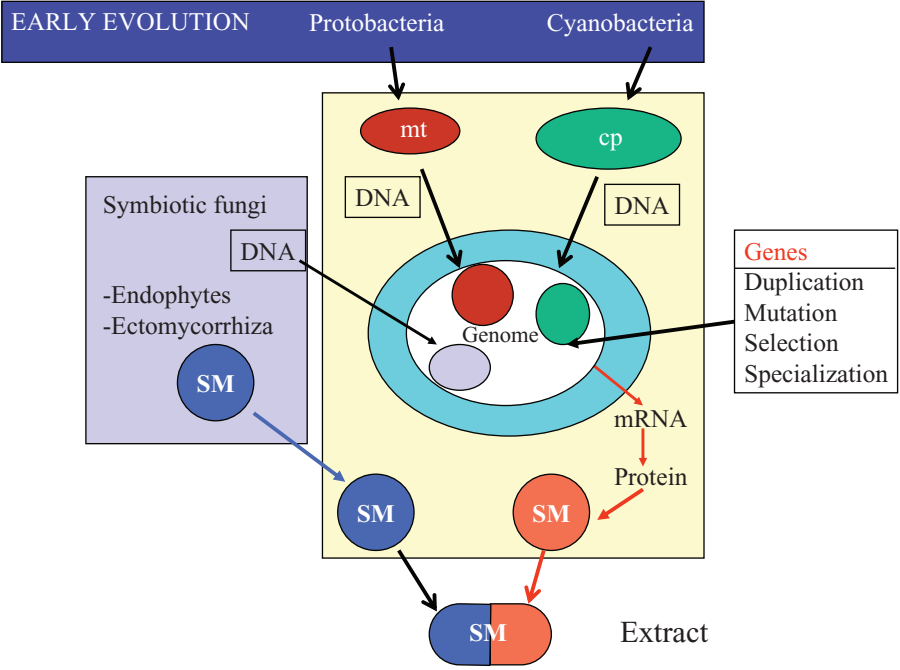 EARLY EVOLUTION
Protobacteria
Cyanobacteria
mt
cp
DNA
DNA
Symbiotic fungi
DNA
-Endophytes
-Ectomycorrhiza
SM
Genome
Genes
Duplication
Mutation
Selection
Specialization
mRNA
Protein
SM
SM
SM
Extract